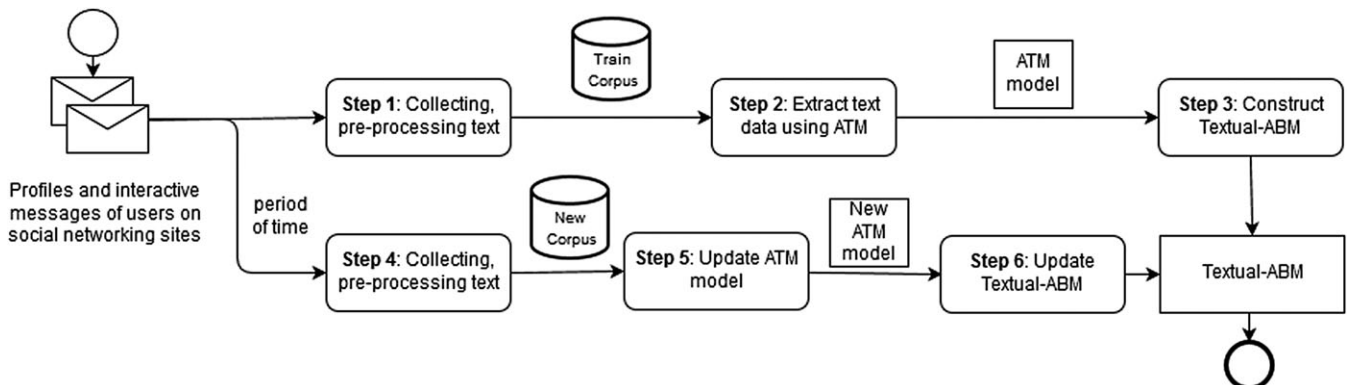 Train
Corpus
ATM
model
Step 1: Collecting,
pre-processing text
Step 2: Extract text
data using ATM
Step 3: Construct
Textual-ABM
Profiles and interactive
messages of users on
social networking sites
period
of time
New
Corpus
New
ATM
model
Step 4: Collecting,
pre-processing text
Step 5: Update ATM
model
Step 6: Update
Textual-ABM
Textual-ABM